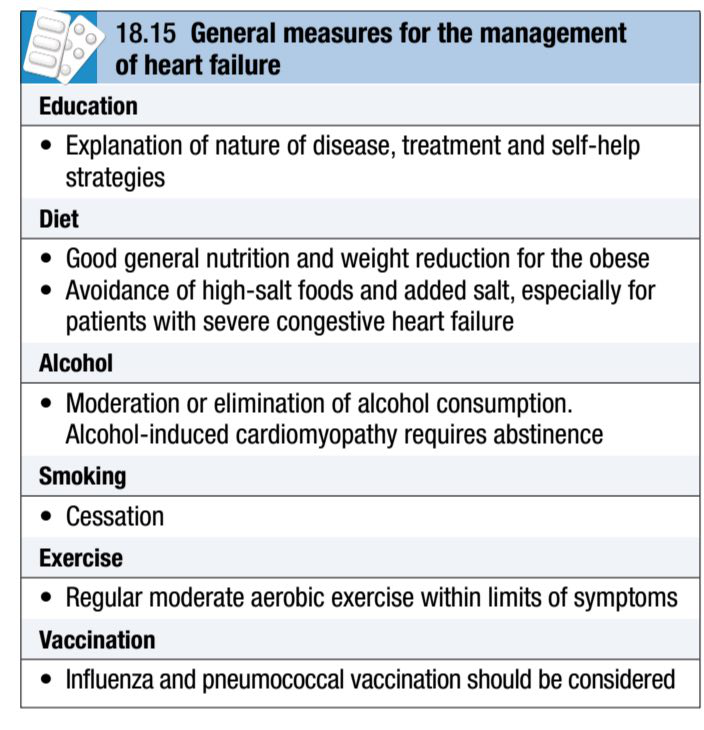 18.15 General measures for the management
of heart failure
Education
• Explanation of nature of disease, treatment and self-help
strategies
Diet
• Good general nutrition and weight reduction for the obese
• Avoidance of high-salt foods and added salt, especially for
patients with severe congestive heart failure
Alcohol
• Moderation or elimination of alcohol consumption.
Alcohol-induced cardiomyopathy requires abstinence
Smoking
• Cessation
Exercise
• Regular moderate aerobic exercise within limits of symptoms
Vaccination
• Influenza and pneumococcal vaccination should be considered